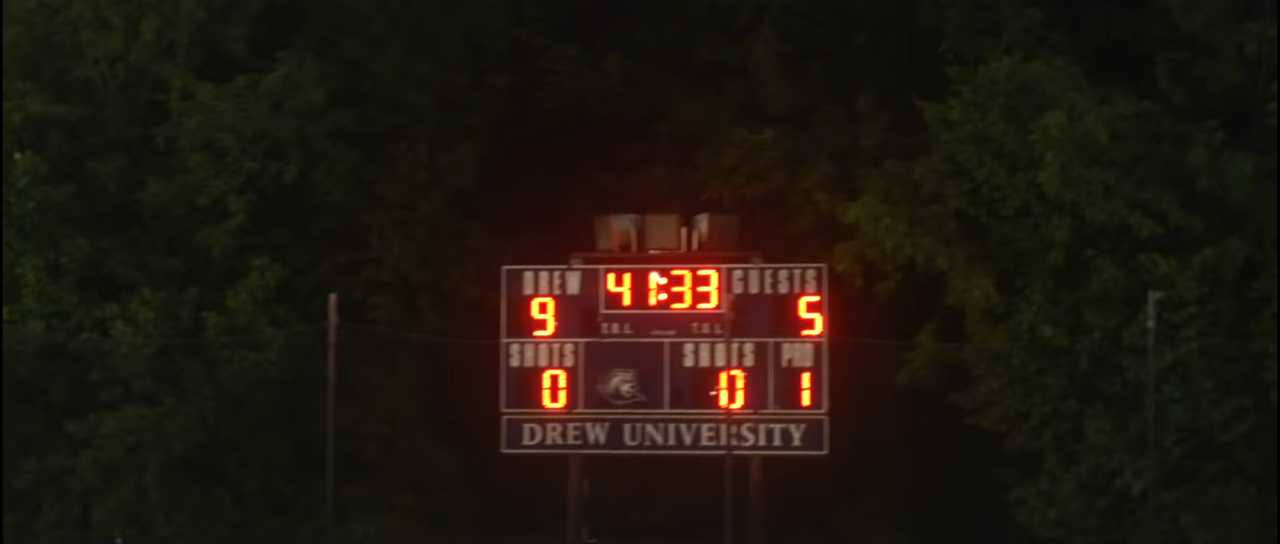 DREW 41:33 GUESTS
9 5
T.O.L. T.O.L.
SHOTS SHOTS PRD
0 0 1
DREW UNIVERSITY